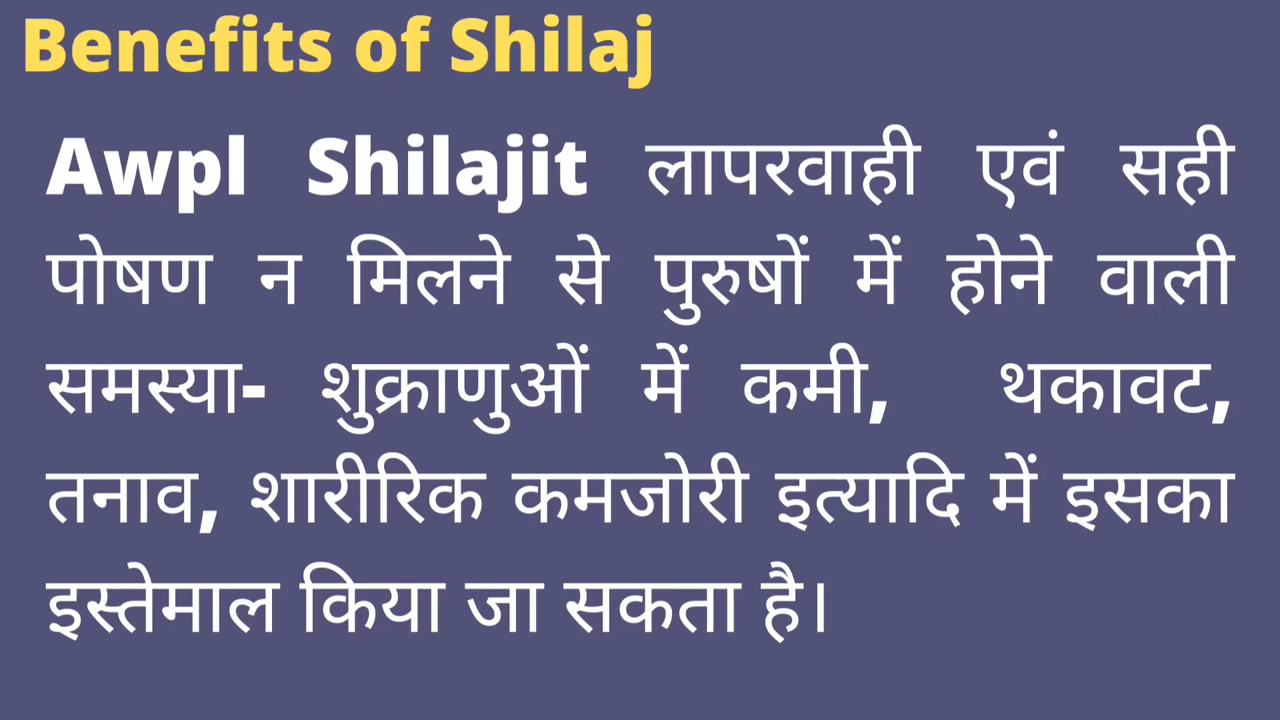 Benefits of Shilaj
Awpl Shilajit लापरवाही एवं सही
पोषण न मिलने से पुरुषों में होने वाली
समस्या- शुक्राणुओं में कमी, थकावट,
तनाव, शारीरिक कमजोरी इत्यादि में इसका
इस्तेमाल किया जा सकता है।